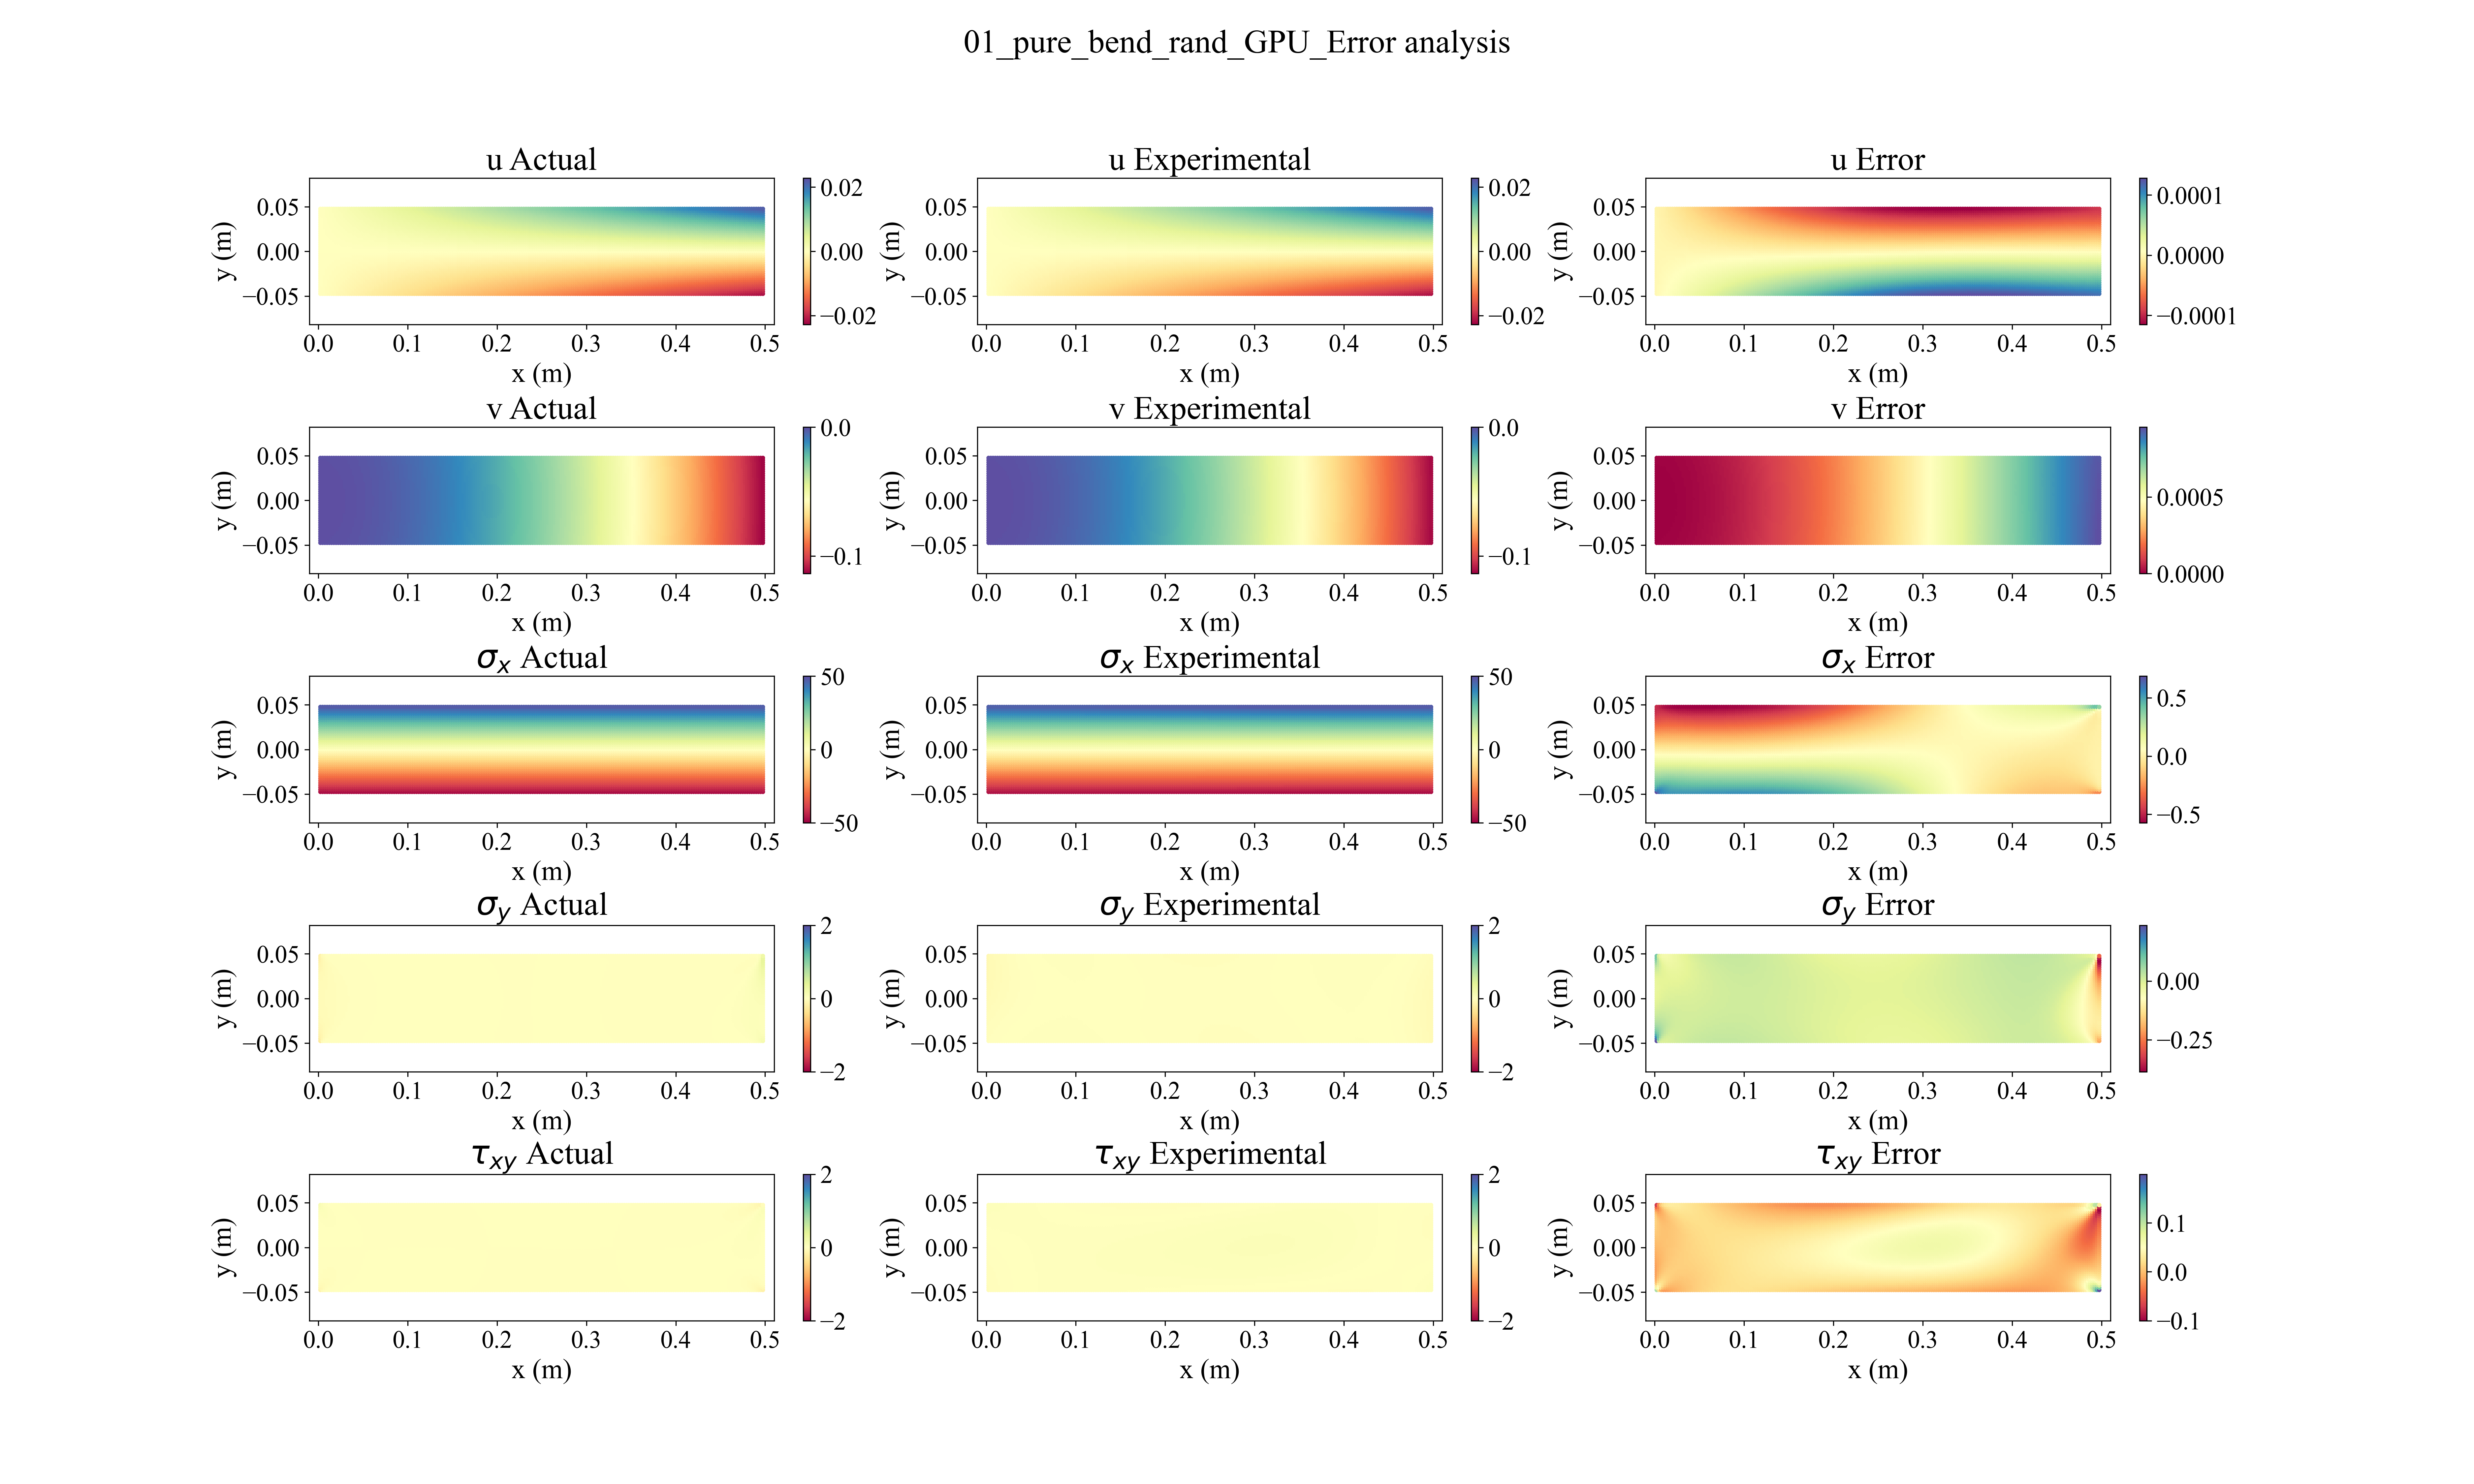 01_pure_bend_rand_GPU_Error analysis
u Actual
u Experimental
u Error
y (m)
0.05
0.00
−0.05
0.0 0.1 0.2 0.3 0.4 0.5
x (m)
0.02
0.00
−0.02
y (m)
0.05
0.00
−0.05
0.0 0.1 0.2 0.3 0.4 0.5
x (m)
0.02
0.00
−0.02
y (m)
0.05
0.00
−0.05
0.0 0.1 0.2 0.3 0.4 0.5
x (m)
0.0001
0.0000
−0.0001
v Actual
v Experimental
v Error
y (m)
0.05
0.00
−0.05
0.0 0.1 0.2 0.3 0.4 0.5
x (m)
0.0
−0.1
y (m)
0.05
0.00
−0.05
0.0 0.1 0.2 0.3 0.4 0.5
x (m)
0.0
−0.1
y (m)
0.05
0.00
−0.05
0.0 0.1 0.2 0.3 0.4 0.5
x (m)
0.0005
0.0000
σx Actual
σx Experimental
σx Error
y (m)
0.05
0.00
−0.05
0.0 0.1 0.2 0.3 0.4 0.5
x (m)
50
0
−50
y (m)
0.05
0.00
−0.05
0.0 0.1 0.2 0.3 0.4 0.5
x (m)
50
0
−50
y (m)
0.05
0.00
−0.05
0.0 0.1 0.2 0.3 0.4 0.5
x (m)
0.5
0.0
−0.5
σy Actual
σy Experimental
σy Error
y (m)
0.05
0.00
−0.05
0.0 0.1 0.2 0.3 0.4 0.5
x (m)
2
0
−2
y (m)
0.05
0.00
−0.05
0.0 0.1 0.2 0.3 0.4 0.5
x (m)
2
0
−2
y (m)
0.05
0.00
−0.05
0.0 0.1 0.2 0.3 0.4 0.5
x (m)
0.00
−0.25
τxy Actual
τxy Experimental
τxy Error
y (m)
0.05
0.00
−0.05
0.0 0.1 0.2 0.3 0.4 0.5
x (m)
2
0
−2
y (m)
0.05
0.00
−0.05
0.0 0.1 0.2 0.3 0.4 0.5
x (m)
2
0
−2
y (m)
0.05
0.00
−0.05
0.0 0.1 0.2 0.3 0.4 0.5
x (m)
0.1
0.0
−0.1